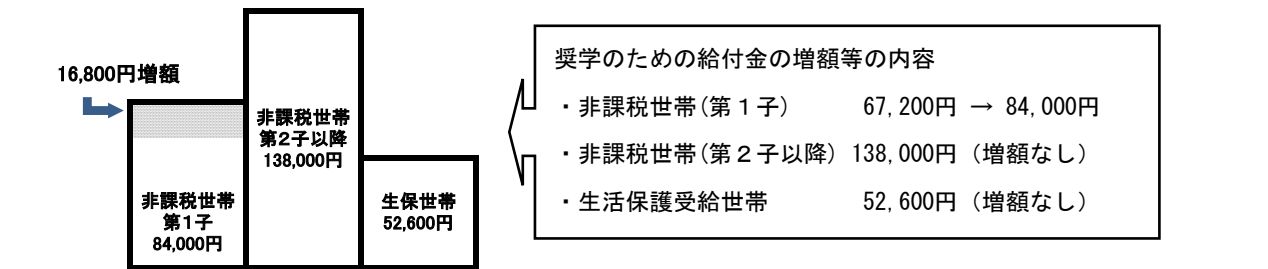 16,800円増額
非課税世帯
第1子
84,000円
非課税世帯
第2子以降
138,000円
生保世帯
52,600円
奨学のための給付金の増額等の内容
・非課税世帯(第1子) 67,200円 → 84,000円
・非課税世帯(第2子以降) 138,000円 (増額なし)
・生活保護受給世帯 52,600円 (増額なし)